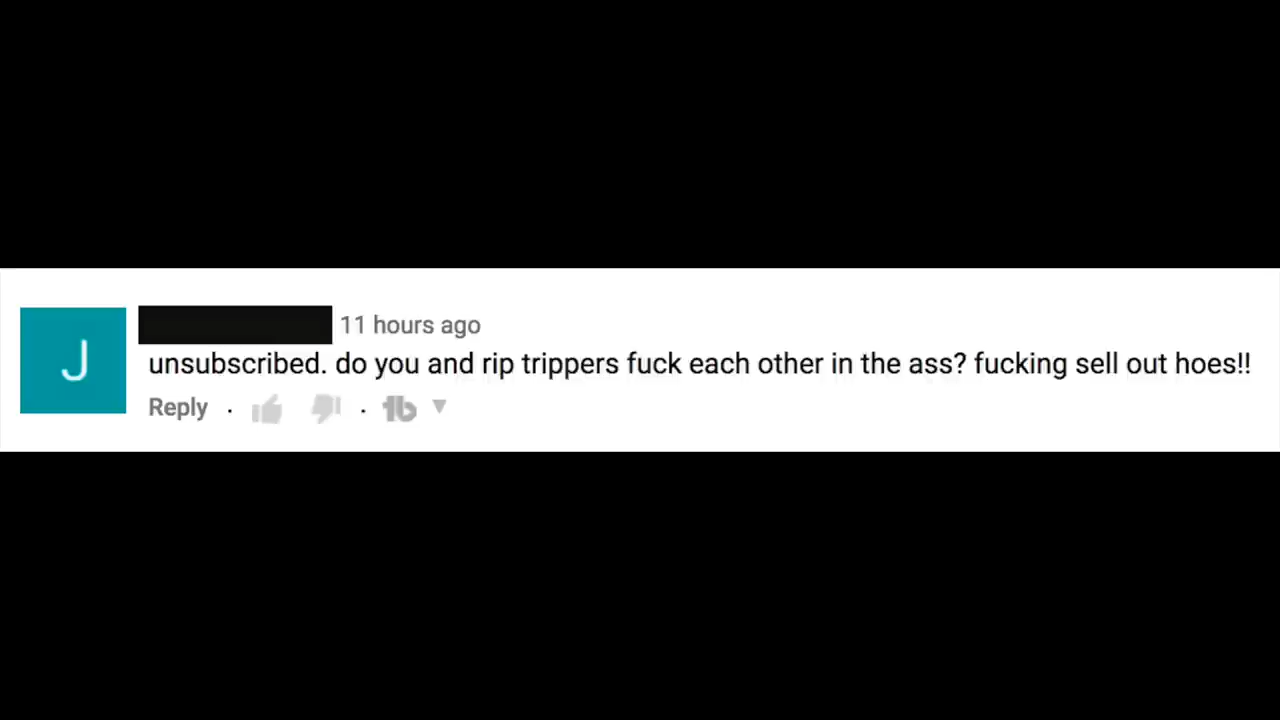 J
11 hours ago
unsubscribed. do you and rip trippers fuck each other in the ass? fucking sell out hoes!!
Reply · · tb